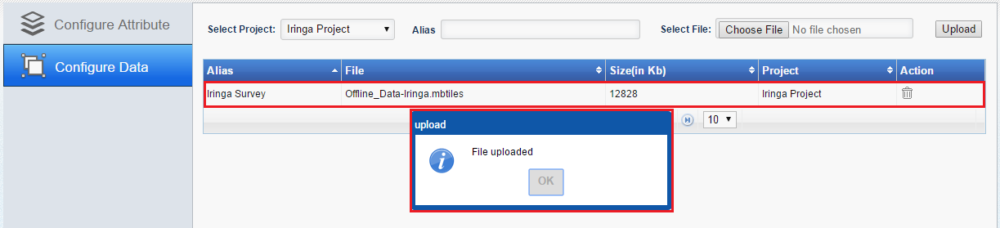 Configure Attribute
Configure Data
Select Project: Iringa Project Alias Select File: Choose File No file chosen Upload
Alias File Size(in Kb) Project Action
Iringa Survey Offline_Data-Iringa.mbtiles 12828 Iringa Project
10
upload
File uploaded
OK